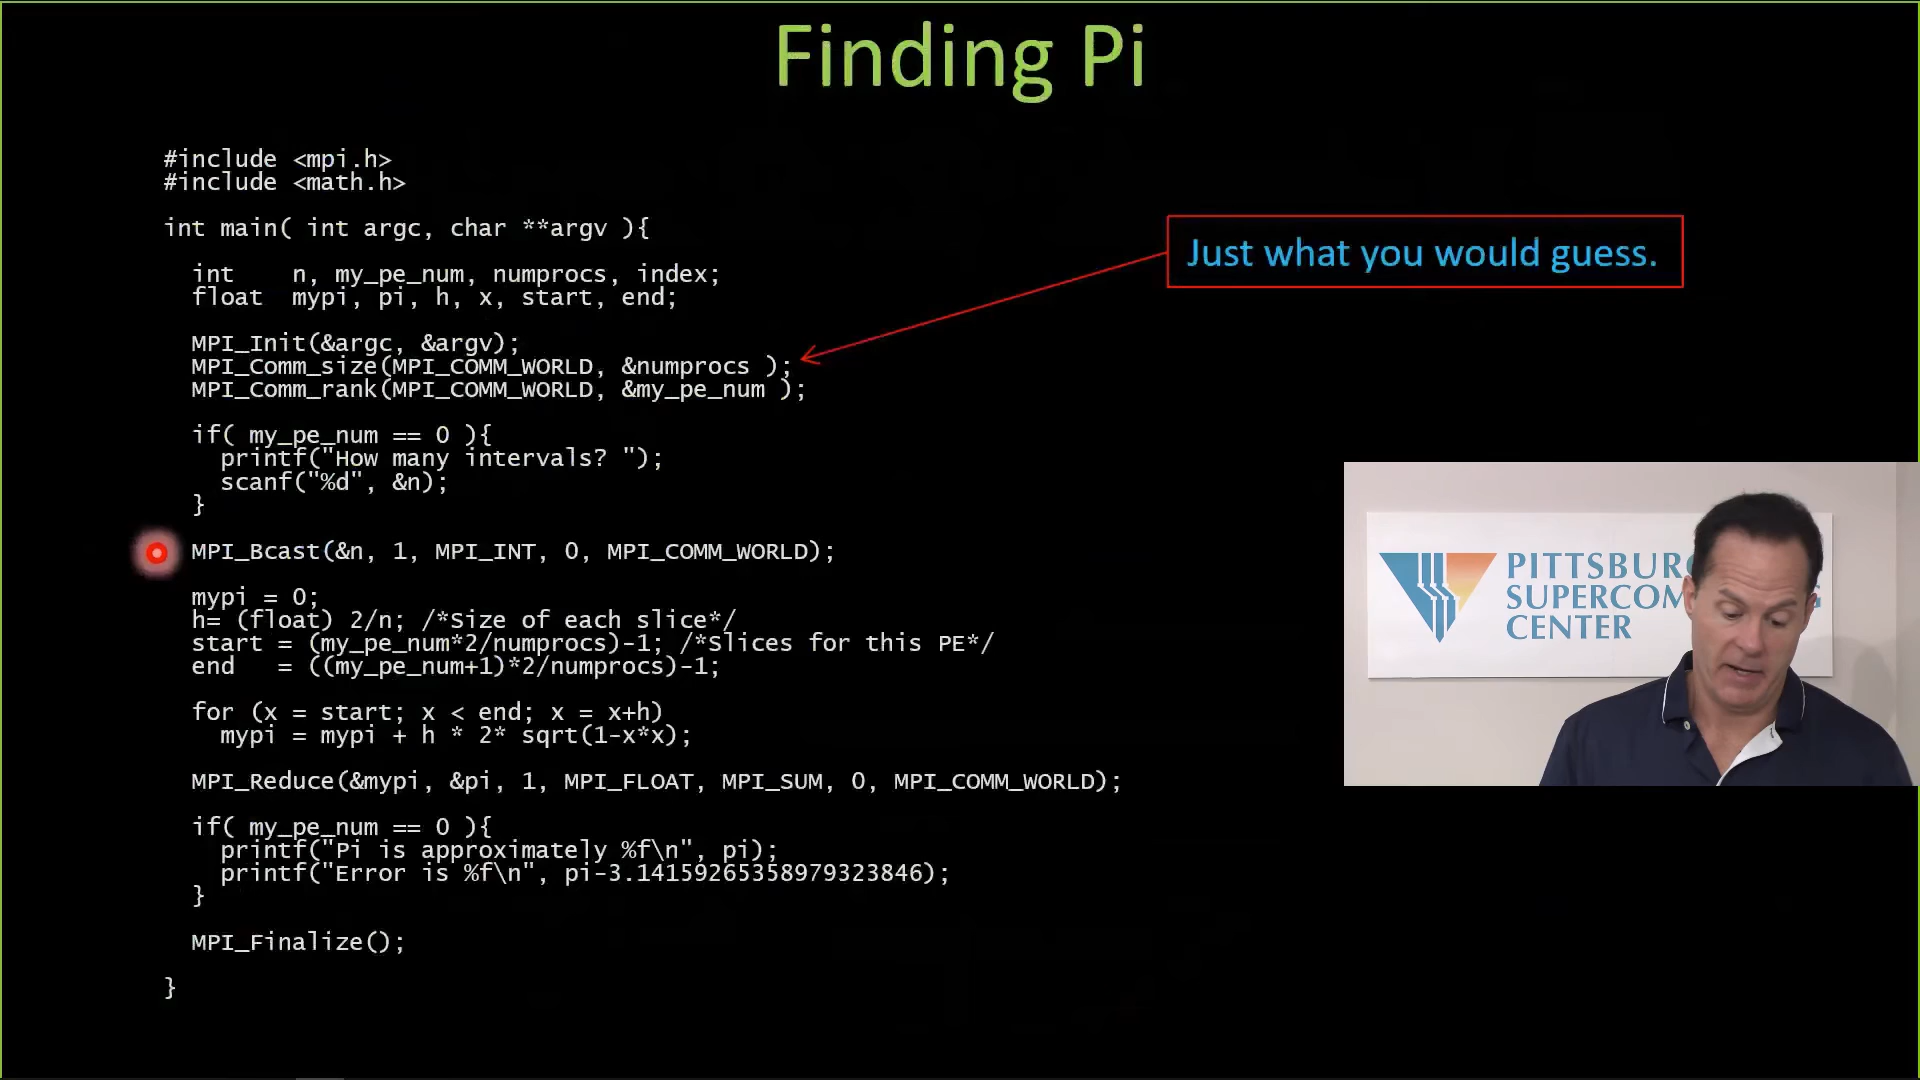 Finding Pi
#include <mpi.h>
#include <math.h>
int main( int argc, char **argv ){
int    n, my_pe_num, numprocs, index;
float  mypi, pi, h, x, start, end;
MPI_Init(&argc, &argv);
MPI_Comm_size(MPI_COMM_WORLD, &numprocs );
MPI_Comm_rank(MPI_COMM_WORLD, &my_pe_num );
Just what you would guess.
if( my_pe_num == 0 ){
printf("How many intervals? ");
scanf("%d", &n);
}
MPI_Bcast(&n, 1, MPI_INT, 0, MPI_COMM_WORLD);
mypi = 0;
h= (float) 2/n; /*Size of each slice*/
start = (my_pe_num*2/numprocs)-1; /*Slices for this PE*/
end   = ((my_pe_num+1)*2/numprocs)-1;
for (x = start; x < end; x = x+h)
mypi = mypi + h * 2* sqrt(1-x*x);
MPI_Reduce(&mypi, &pi, 1, MPI_FLOAT, MPI_SUM, 0, MPI_COMM_WORLD);
if( my_pe_num == 0 ){
printf("Pi is approximately %f\n", pi);
printf("Error is %f\n", pi-3.14159265358979323846);
}
MPI_Finalize();
}
PITTSBUR
SUPERCOM G
CENTER